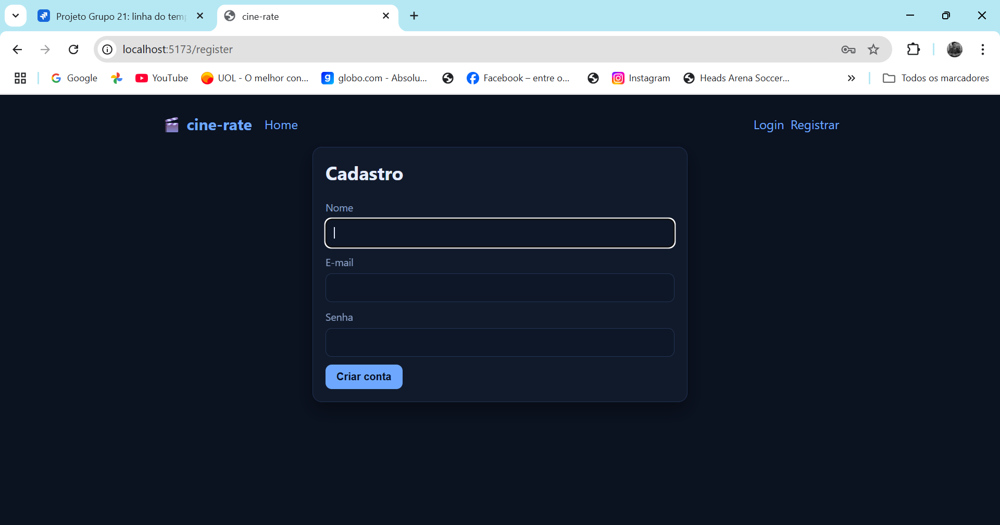 Projeto Grupo 21: linha do tem
cine-rate
localhost:5173/register
Google
YouTube
UOL - O melhor con...
globo.com - Absolu...
Facebook – entre o...
Instagram
Heads Arena Soccer...
Todos os marcadores
cine-rate
Home
Login
Registrar
Cadastro
Nome
E-mail
Senha
Criar conta